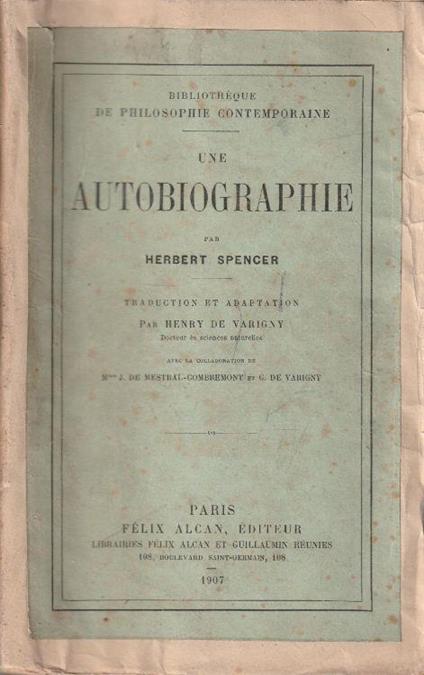 BIBLIOTHÈQUE
DE PHILOSOPHIE CONTEMPORAINE
UNE
AUTOBIOGRAPHIE
PAR
HERBERT SPENCER
TRADUCTION ET ADAPTATION
PAR HENRY DE VARIGNY
Docteur ès sciences naturelles
AVEC LA COLLABORATION DE
Mme J. DE MESTRAL-COMBREMONT ET G. DE VARIGNY
PARIS
FÉLIX ALCAN, ÉDITEUR
LIBRAIRIES FÉLIX ALCAN ET GUILLAUMIN RÉUNIES
108, BOULEVARD SAINT-GERMAIN, 108
1907